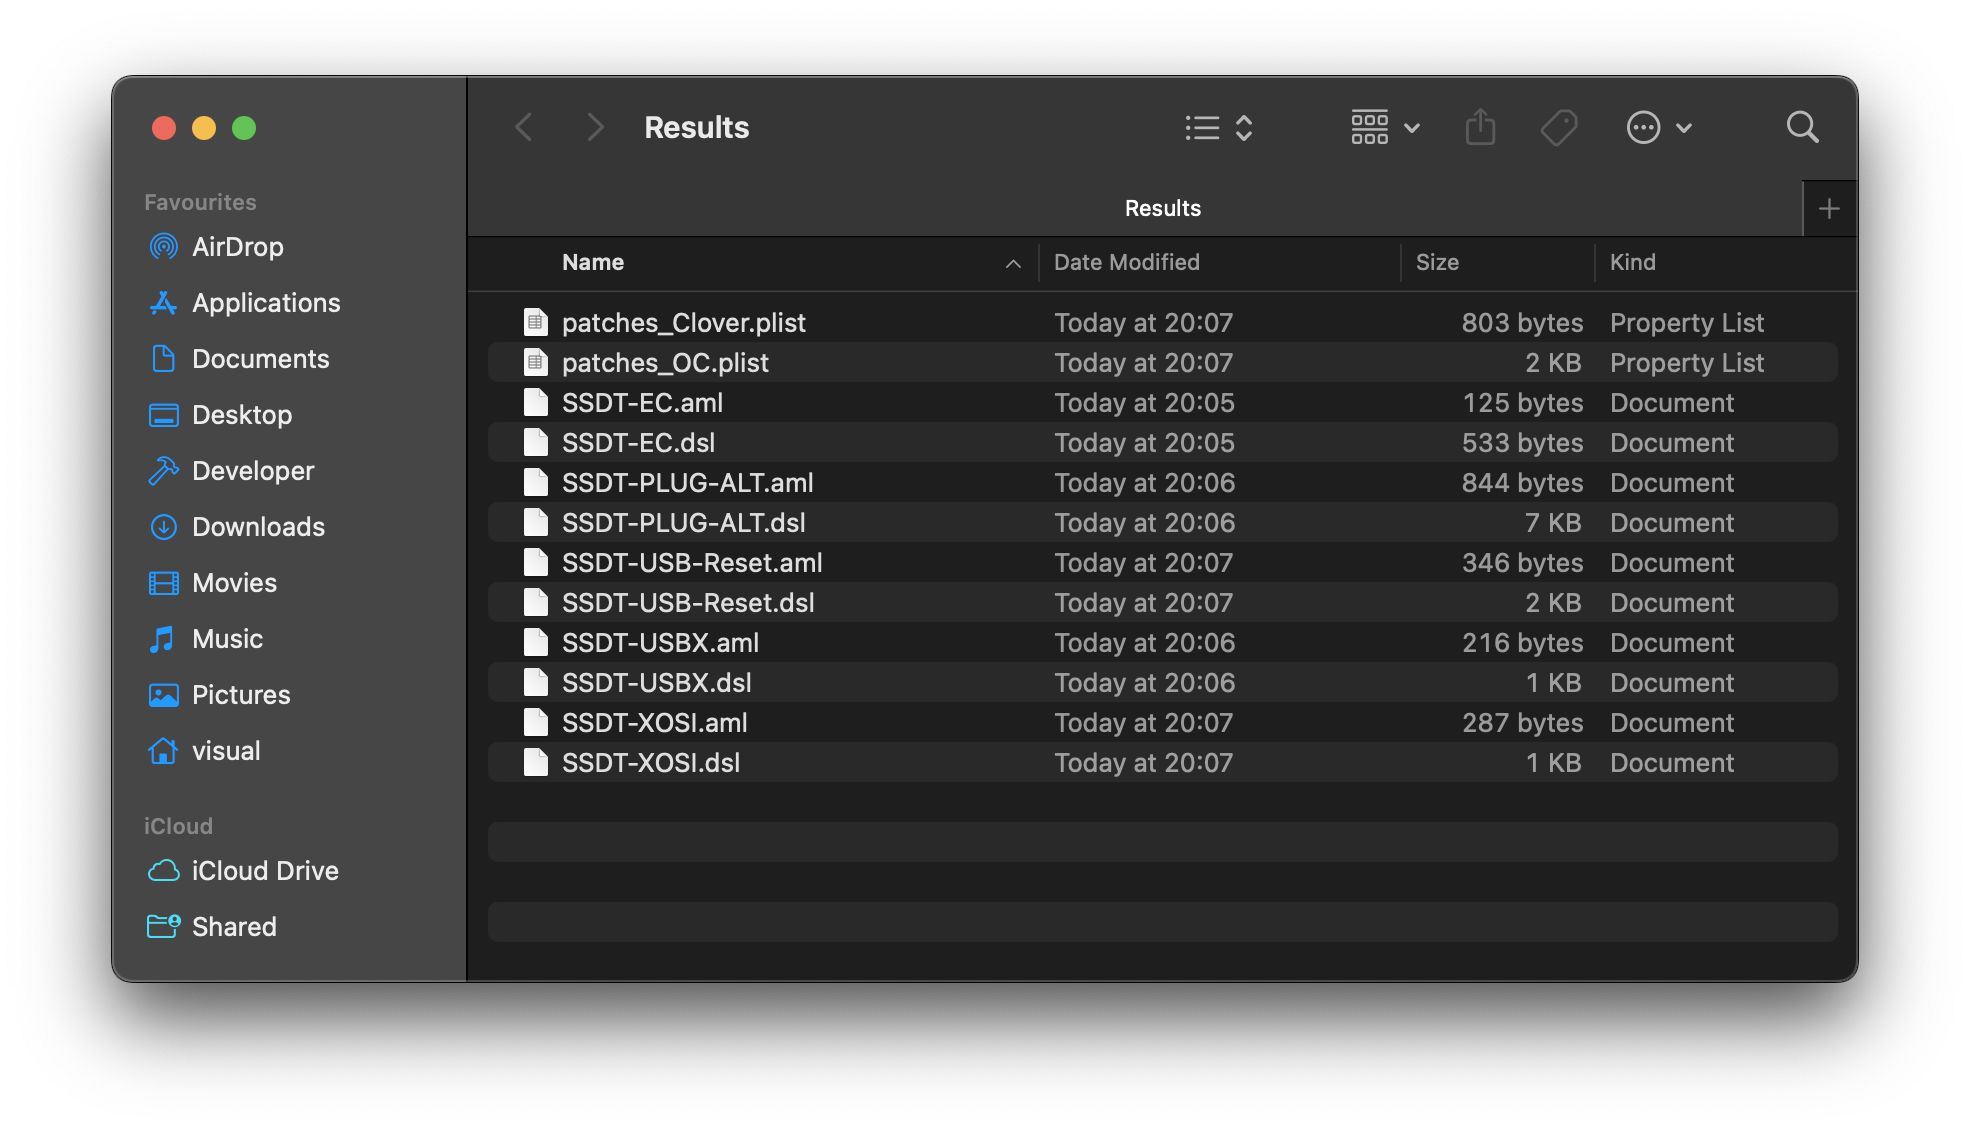 Results
Favourites
AirDrop
Applications
Documents
Desktop
Developer
Downloads
Movies
Music
Pictures
visual
iCloud
iCloud Drive
Shared
Results
Name Date Modified Size Kind
patches_Clover.plist Today at 20:07 803 bytes Property List
patches_OC.plist Today at 20:07 2 KB Property List
SSDT-EC.aml Today at 20:05 125 bytes Document
SSDT-EC.dsl Today at 20:05 533 bytes Document
SSDT-PLUG-ALT.aml Today at 20:06 844 bytes Document
SSDT-PLUG-ALT.dsl Today at 20:06 7 KB Document
SSDT-USB-Reset.aml Today at 20:07 346 bytes Document
SSDT-USB-Reset.dsl Today at 20:07 2 KB Document
SSDT-USBX.aml Today at 20:06 216 bytes Document
SSDT-USBX.dsl Today at 20:06 1 KB Document
SSDT-XOSI.aml Today at 20:07 287 bytes Document
SSDT-XOSI.dsl Today at 20:07 1 KB Document